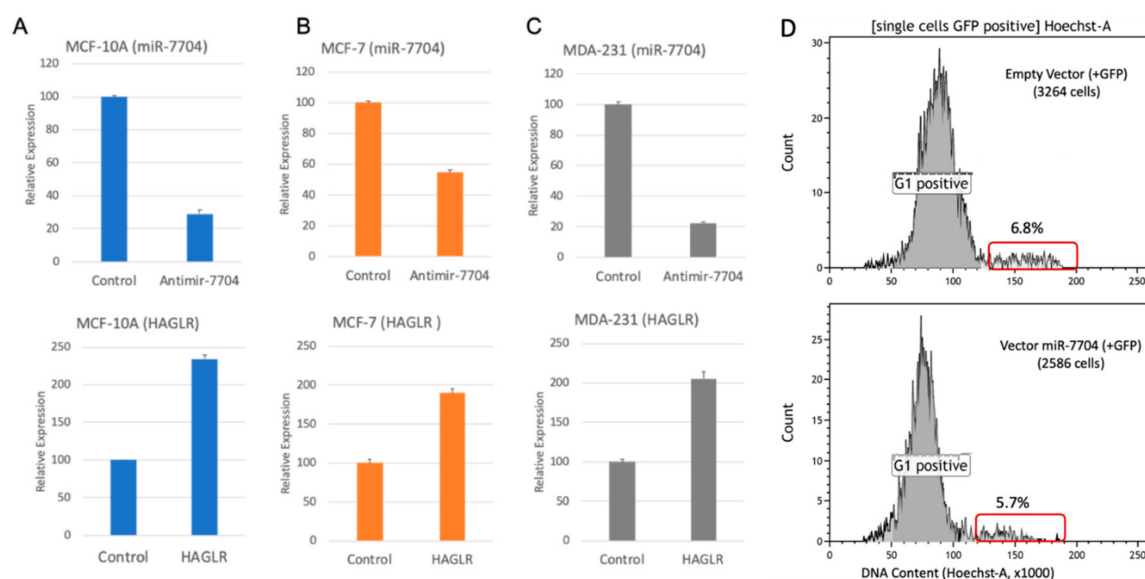 A
MCF-10A (miR-7704)
Relative Expression
120
100
80
60
40
20
0
Control
Antimir-7704
B
MCF-7 (miR-7704)
Relative Expression
120
100
80
60
40
20
0
Control
Antimir-7704
C
MDA-231 (miR-7704)
Relative Expression
120
100
80
60
40
20
0
Control
Antimir-7704
D
[single cells GFP positive] Hoechst-A
Empty Vector (+GFP)
(3264 cells)
Count
30
20
10
0
G1 positive
6.8%
0
50
100
150
200
250
MCF-10A (HAGLR)
Relative Expression
250
200
150
100
50
0
Control
HAGLR
MCF-7 (HAGLR )
Relative Expression
250
200
150
100
50
0
Control
HAGLR
MDA-231 (HAGLR)
Relative Expression
250
200
150
100
50
0
Control
HAGLR
Vector miR-7704 (+GFP)
(2586 cells)
Count
25
20
15
10
5
0
G1 positive
5.7%
0
50
100
150
200
250
DNA Content (Hoechst-A, x1000)